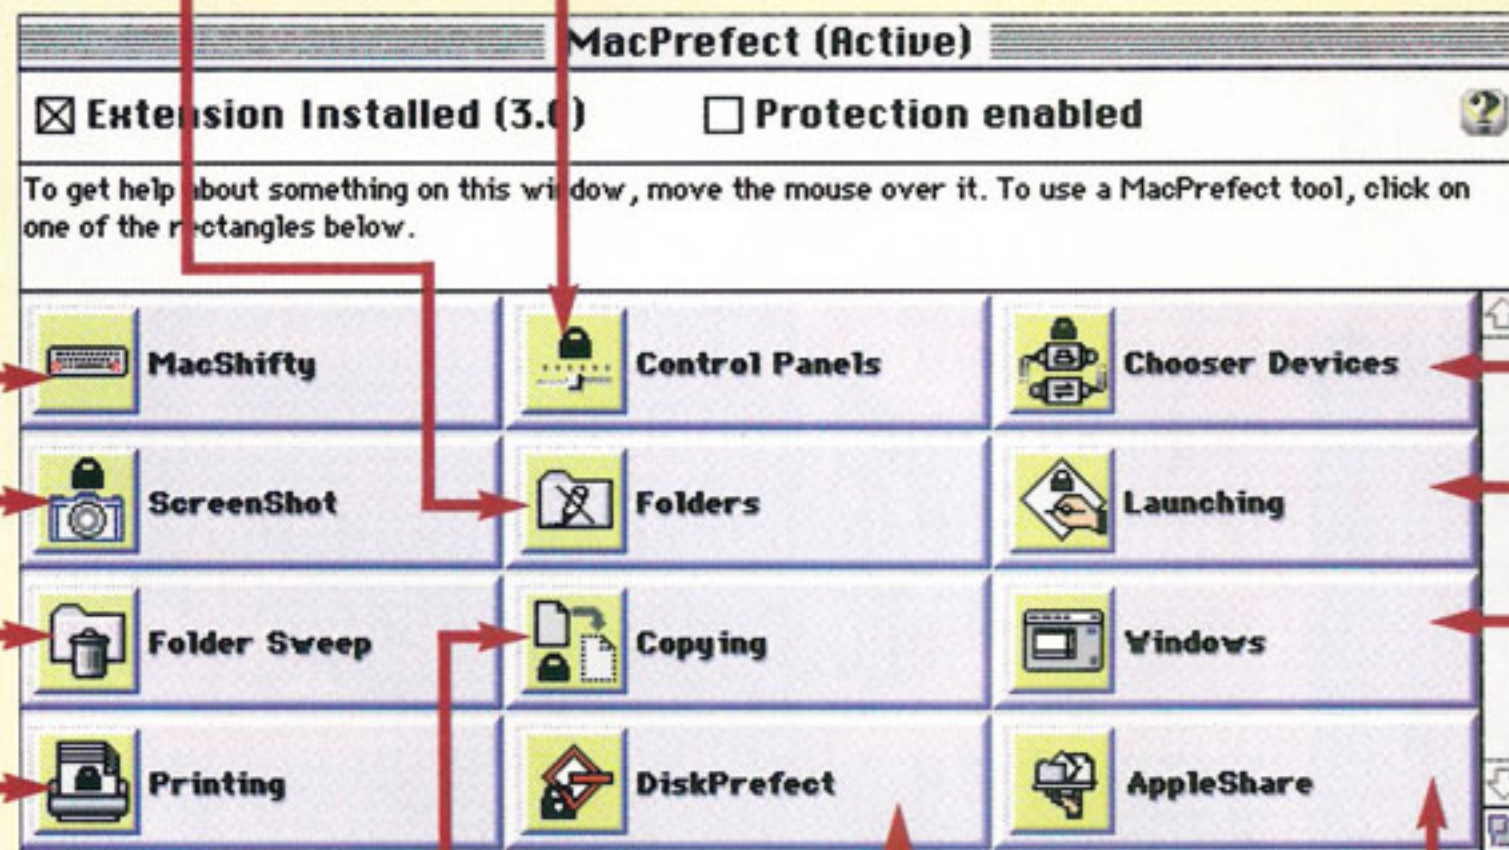 MacPrefect (Active)
Extension Installed (3.0)
Protection enabled
To get help about something on this window, move the mouse over it. To use a MacPrefect tool, click on
one of the rectangles below.
MacShifty
Control Panels
Chooser Devices
ScreenShot
Folders
Launching
Folder Sweep
Copying
Windows
Printing
DiskPrefect
AppleShare